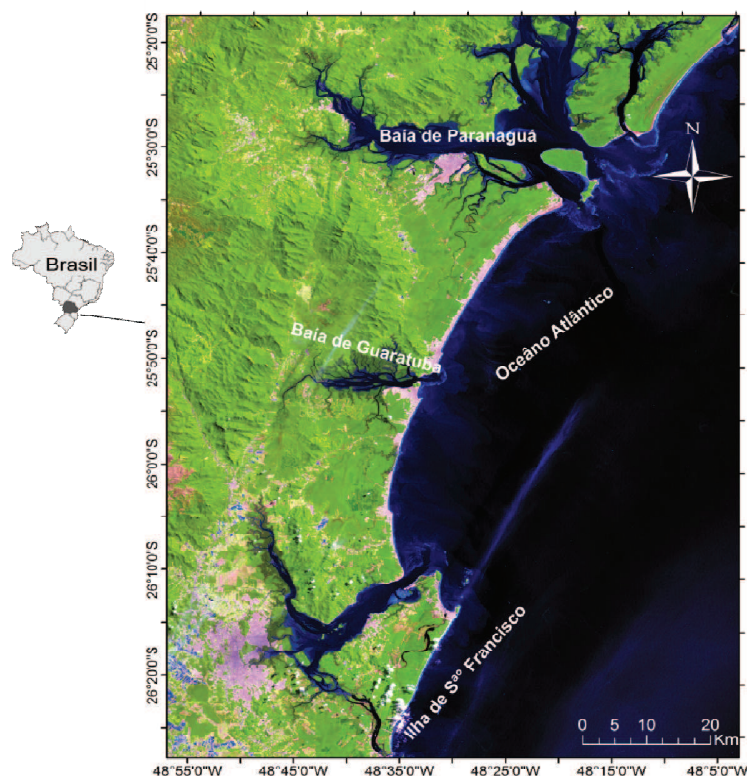 25°20'0"S
25°30'0"S
25°40'0"S
25°50'0"S
26°0'0"S
26°10'0"S
26°20'0"S
Baía de Paranaguá
N
Brasil
Oceâno Atlântico
Baía de Guaratuba
Ilha de Sᵃᵒ Francisco
0 5 10 20
Km
48°55'0"W 48°45'0"W 48°35'0"W 48°25'0"W 48°15'0"W 48°5'0"W